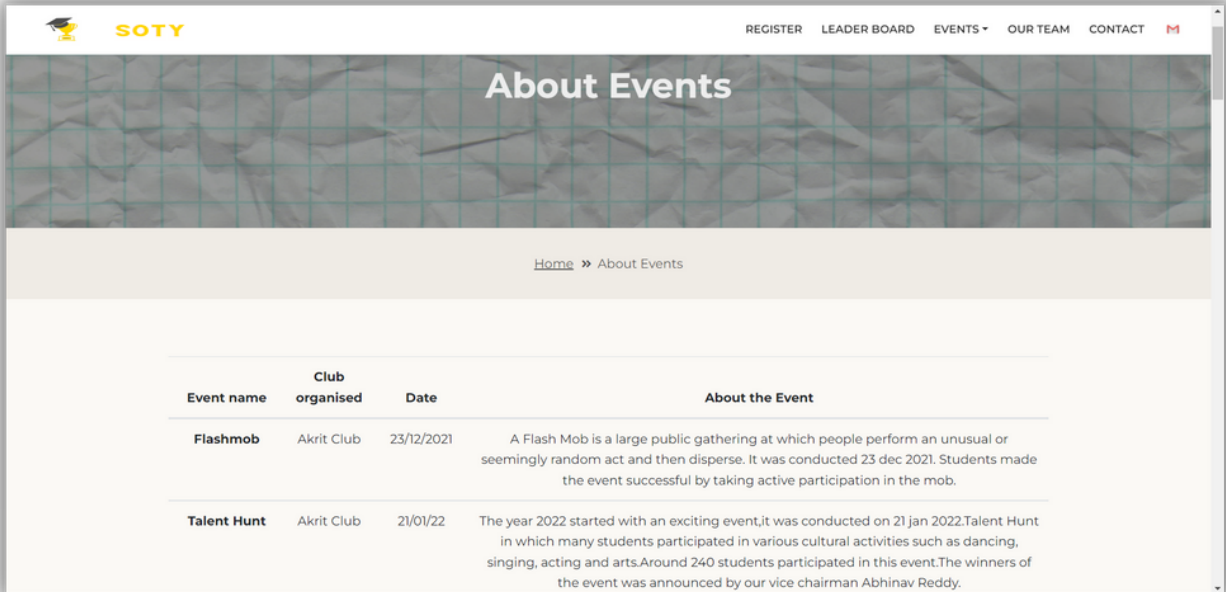 SOTY
REGISTER LEADER BOARD EVENTS OUR TEAM CONTACT
About Events
Home » About Events
Club
Event name organised Date About the Event
Flashmob Akrit Club 23/12/2021 A Flash Mob is a large public gathering at which people perform an unusual or
seemingly random act and then disperse. It was conducted 23 dec 2021. Students made
the event successful by taking active participation in the mob.
Talent Hunt Akrit Club 21/01/22 The year 2022 started with an exciting event,it was conducted on 21 jan 2022.Talent Hunt
in which many students participated in various cultural activities such as dancing,
singing, acting and arts.Around 240 students participated in this event.The winners of
the event was announced by our vice chairman Abhinav Reddy.